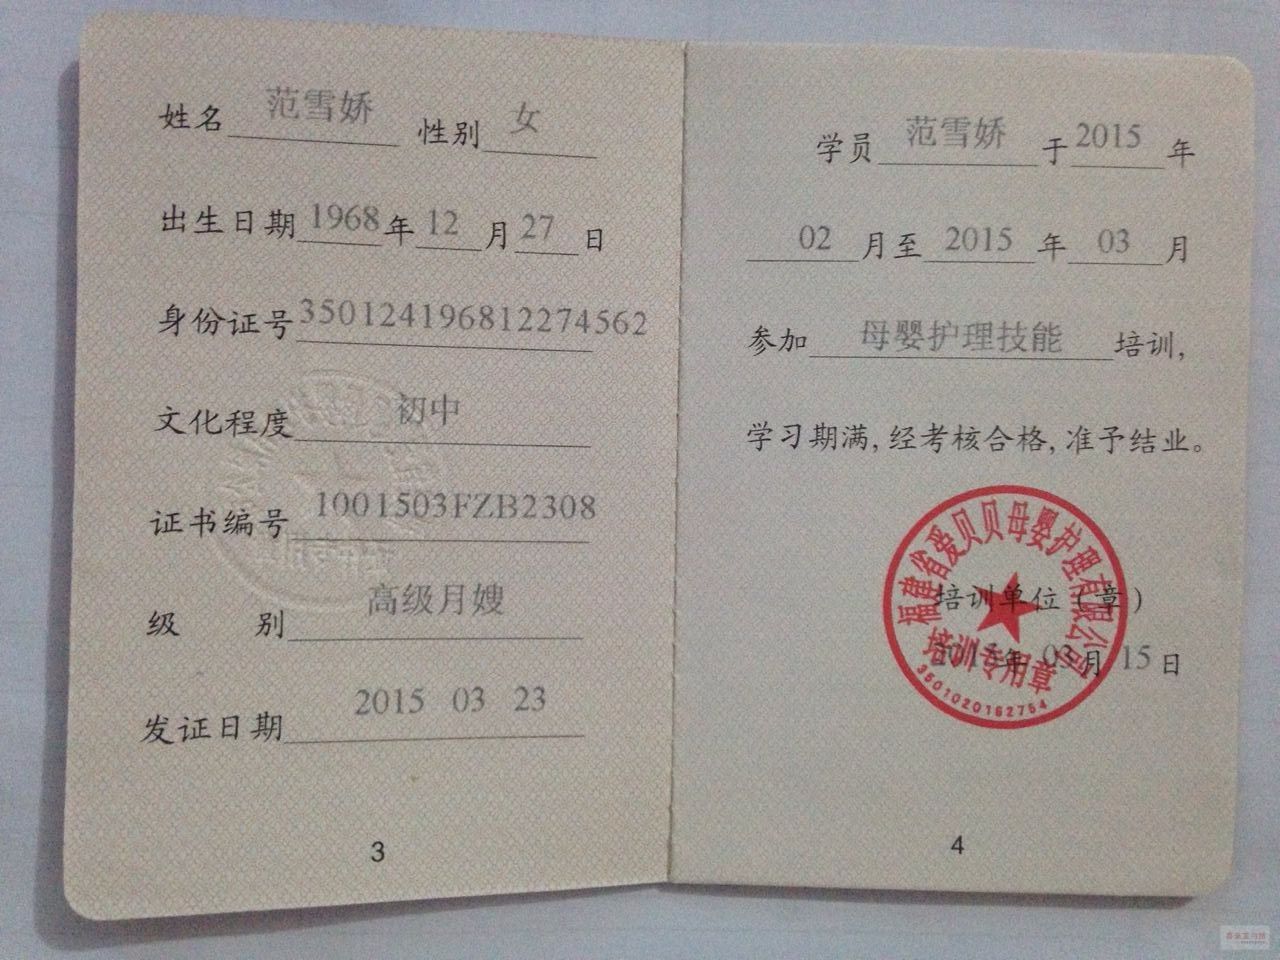 姓名 范雪娇 性别 女
出生日期 1968 年 12 月 27 日
身份证号 350124196812274562
文化程度 初中
证书编号 1001503FZB2308
级 别 高级月嫂
发证日期 2015 03 23
3
学员 范雪娇 于 2015 年
02 月至 2015 年 03 月
参加 母婴护理技能 培训,
学习期满,经考核合格,准予结业。
福建省爱贝贝母婴护理有限公司
培训单位(章)
2015 年 03 月 15 日
培训专用章
3501020162754
4